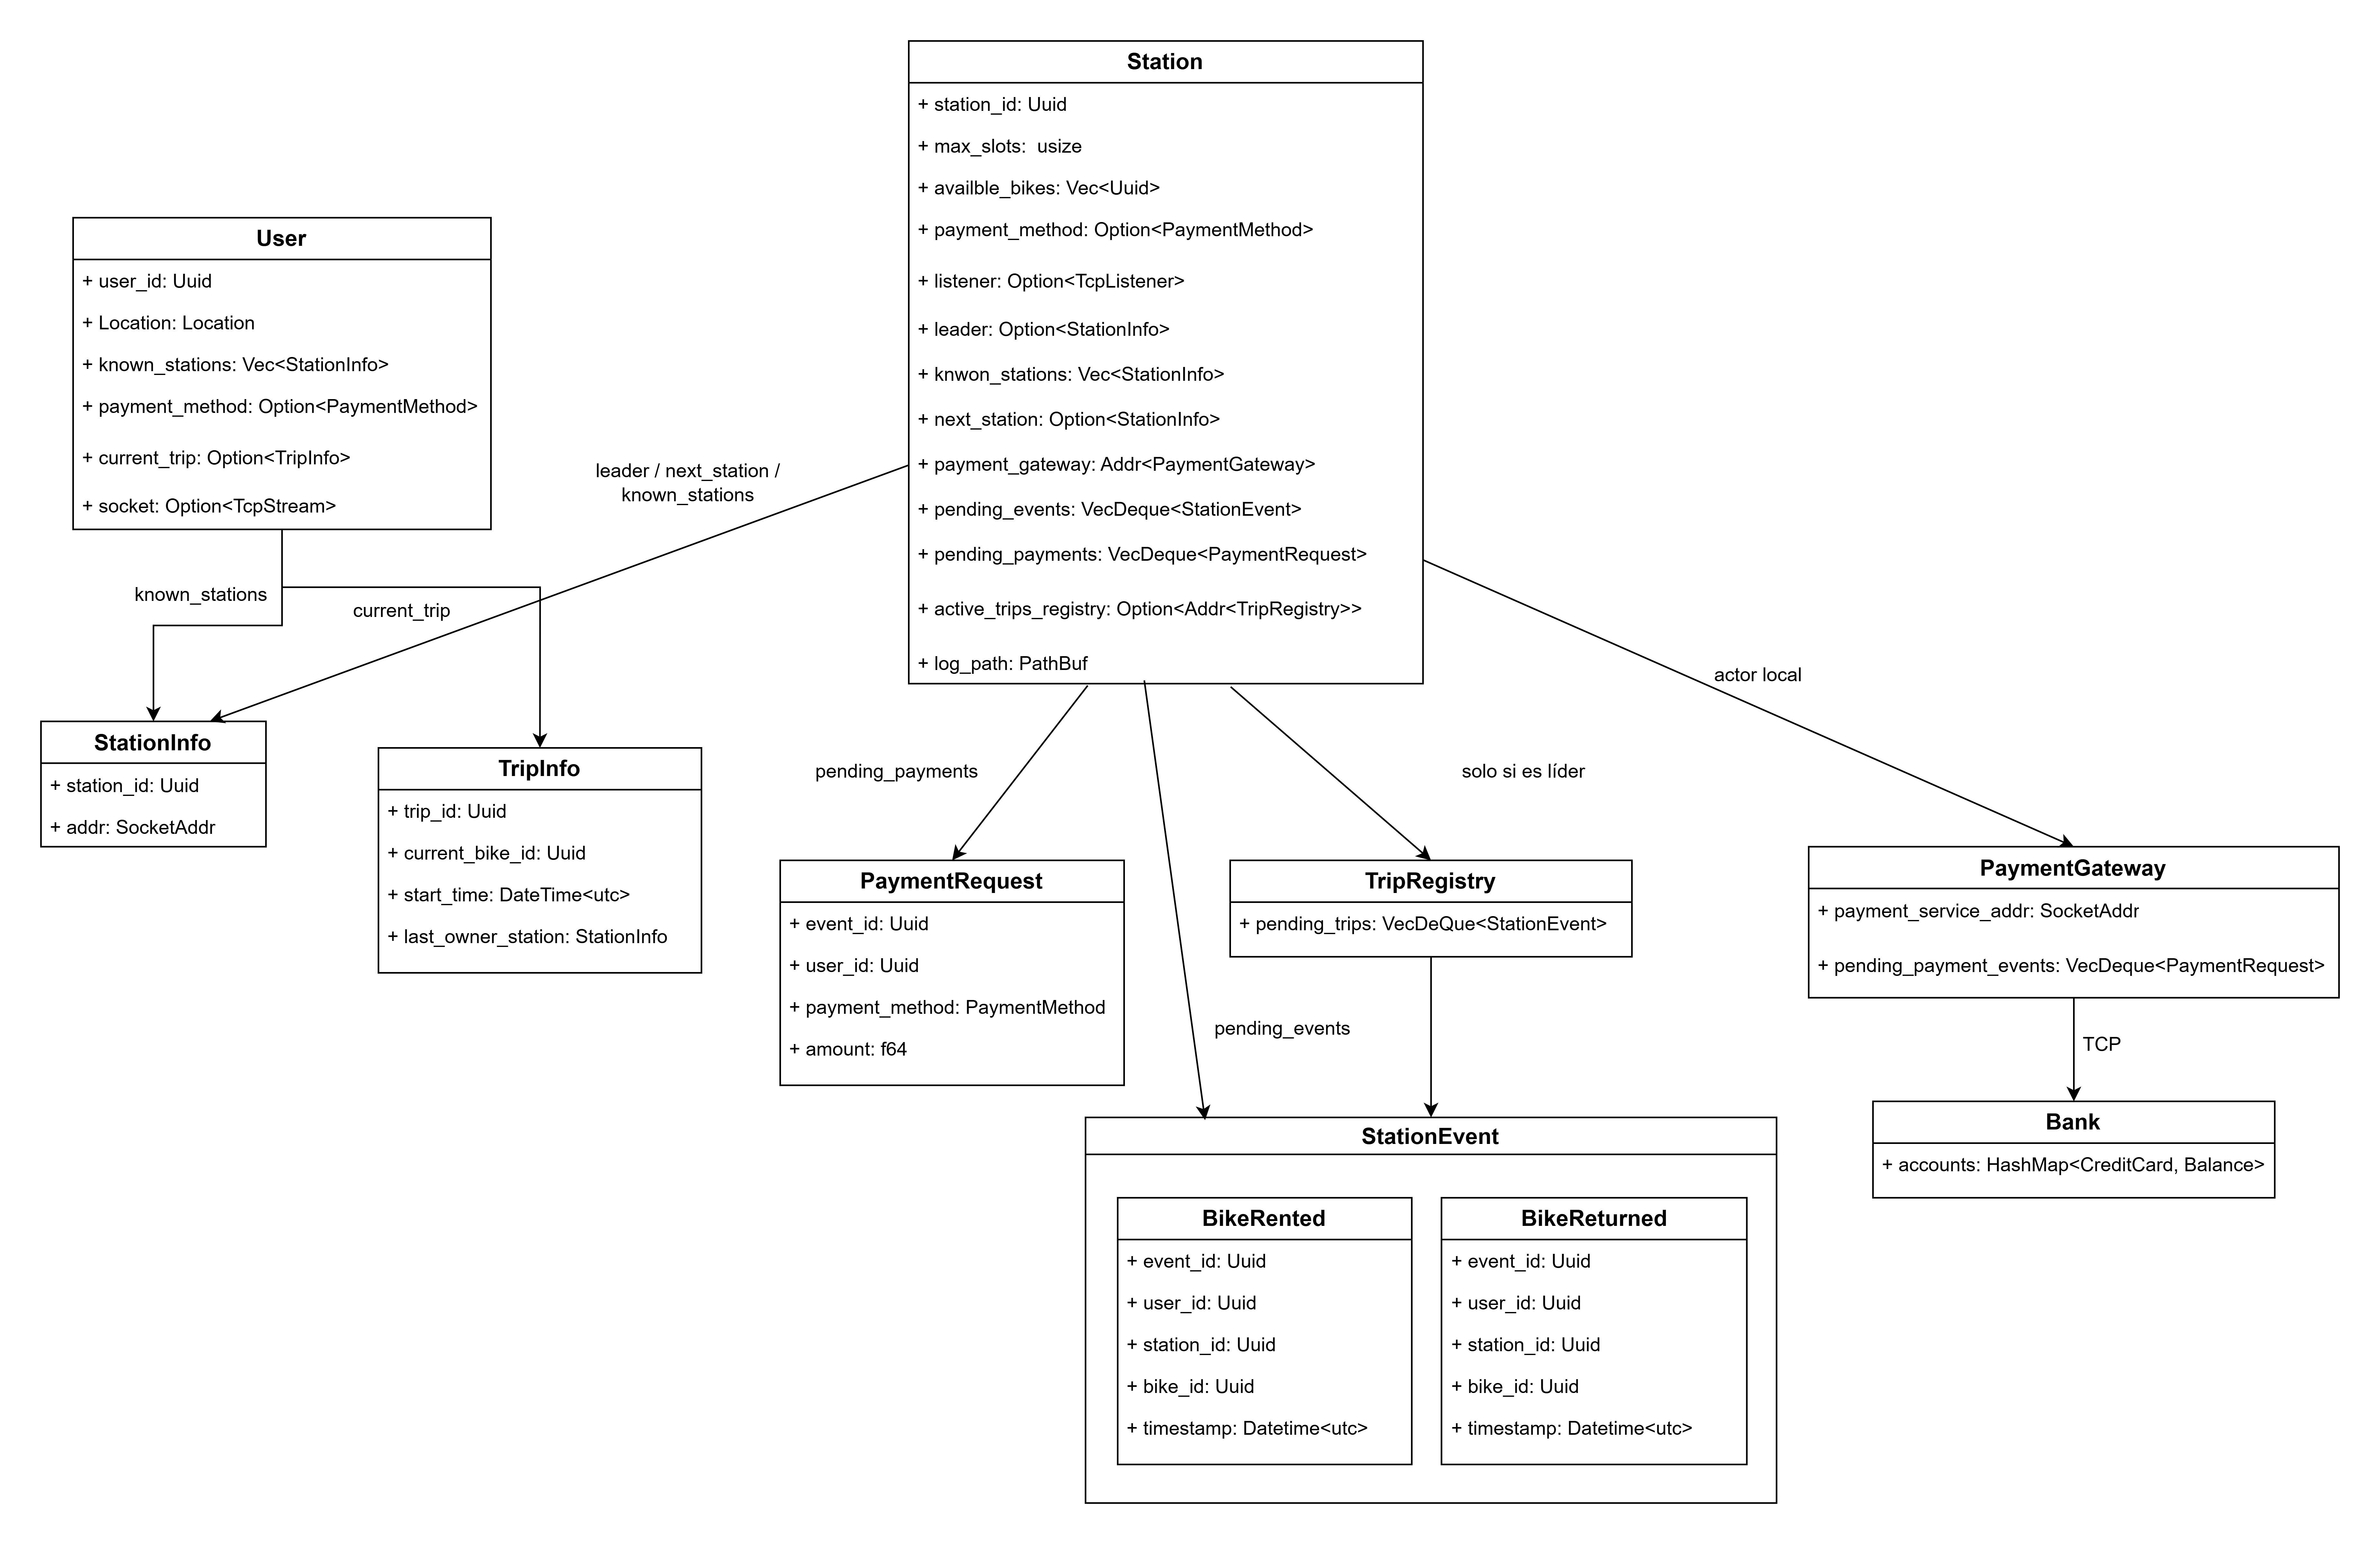 Station
+ station_id: Uuid
+ max_slots:  usize
+ availble_bikes: Vec<Uuid>
+ payment_method: Option<PaymentMethod>
+ listener: Option<TcpListener>
+ leader: Option<StationInfo>
+ knwon_stations: Vec<StationInfo>
+ next_station: Option<StationInfo>
+ payment_gateway: Addr<PaymentGateway>
+ pending_events: VecDeque<StationEvent>
+ pending_payments: VecDeque<PaymentRequest>
+ active_trips_registry: Option<Addr<TripRegistry>>
+ log_path: PathBuf
User
+ user_id: Uuid
+ Location: Location
+ known_stations: Vec<StationInfo>
+ payment_method: Option<PaymentMethod>
+ current_trip: Option<TripInfo>
+ socket: Option<TcpStream>
leader / next_station /
known_stations
known_stations
current_trip
actor local
StationInfo
+ station_id: Uuid
+ addr: SocketAddr
TripInfo
+ trip_id: Uuid
+ current_bike_id: Uuid
+ start_time: DateTime<utc>
+ last_owner_station: StationInfo
pending_payments
solo si es líder
PaymentRequest
+ event_id: Uuid
+ user_id: Uuid
+ payment_method: PaymentMethod
+ amount: f64
TripRegistry
+ pending_trips: VecDeQue<StationEvent>
PaymentGateway
+ payment_service_addr: SocketAddr
+ pending_payment_events: VecDeque<PaymentRequest>
pending_events
TCP
Bank
+ accounts: HashMap<CreditCard, Balance>
StationEvent
BikeRented
+ event_id: Uuid
+ user_id: Uuid
+ station_id: Uuid
+ bike_id: Uuid
+ timestamp: Datetime<utc>
BikeReturned
+ event_id: Uuid
+ user_id: Uuid
+ station_id: Uuid
+ bike_id: Uuid
+ timestamp: Datetime<utc>